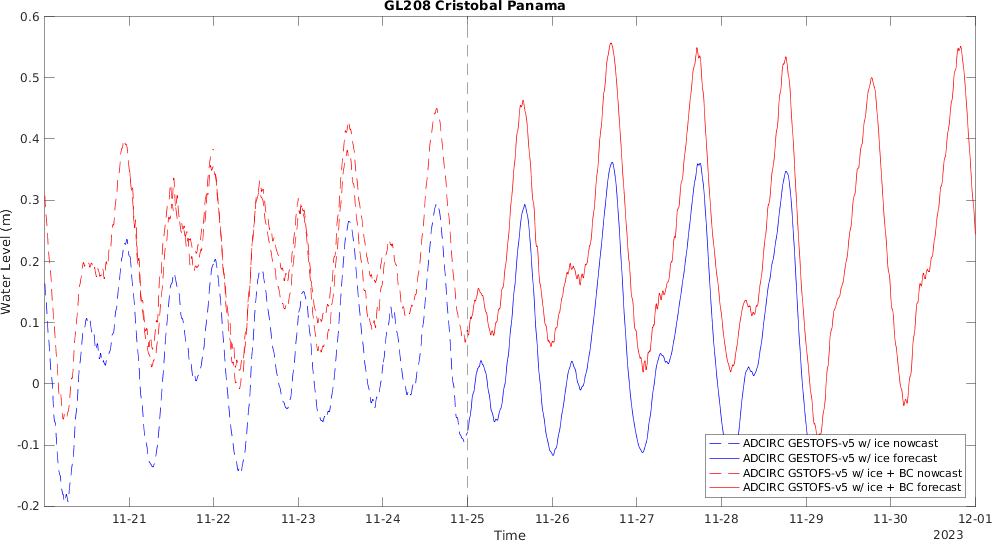 GL208 Cristobal Panama
0.6
0.5
0.4
0.3
0.2
0.1
0
-0.1
-0.2
Water Level (m)
ADCIRC GESTOFS-v5 w/ ice nowcast
ADCIRC GESTOFS-v5 w/ ice forecast
ADCIRC GSTOFS-v5 w/ ice + BC nowcast
ADCIRC GSTOFS-v5 w/ ice + BC forecast
11-21 11-22 11-23 11-24 11-25 11-26 11-27 11-28 11-29 11-30 12-01
Time
2023